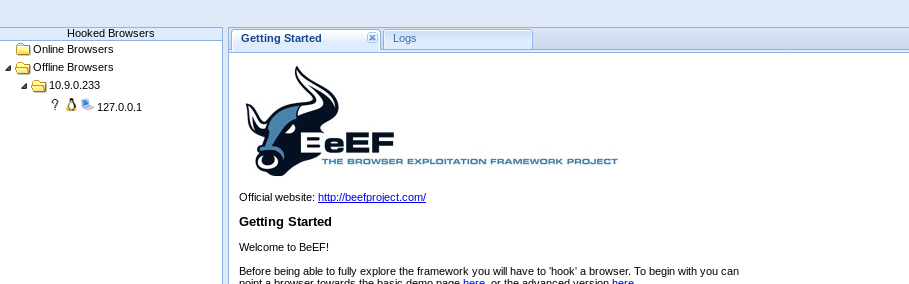 Hooked Browsers
Online Browsers
Offline Browsers
10.9.0.233
? 127.0.0.1
Getting Started
Logs
BeEF
THE BROWSER EXPLOITATION FRAMEWORK PROJECT
Official website: http://beefproject.com/
Getting Started
Welcome to BeEF!
Before being able to fully explore the framework you will have to 'hook' a browser. To begin with you can
point a browser towards the basic demo page here, or the advanced version here.